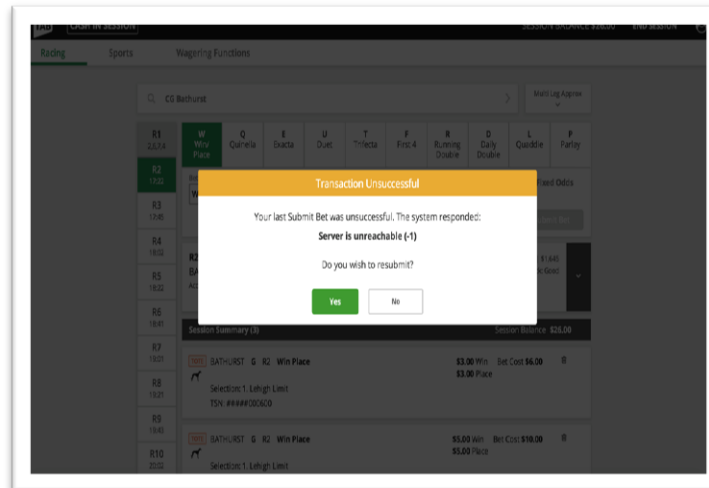 TAB CASH IN SESSION SESSION BALANCE $26.00 END SESSION
Racing Sports Wagering Functions
CG Bathurst Multi Leg Approx
R1 W Q E D T F R D L P
Win/ Quinella Exacta Duet Trifecta First 4 Running Daily Quaddie Parlay
Place Double Double
R2
Fixed Odds
R3
R4
R5
R6
R7
R8
R9
R10
Transaction Unsuccessful
Your last Submit Bet was unsuccessful. The system responded:
Server is unreachable (-1)
Do you wish to resubmit?
Yes No
Session Summary (3) Session Balance $26.00
BATHURST G R2 Win Place $3.00 Win Bet Cost $6.00
$3.00 Place
Selection: 1. Lehigh Limit
TSN: #####000600
BATHURST G R2 Win Place $5.00 Win Bet Cost $10.00
$5.00 Place
Selection: 1. Lehigh Limit